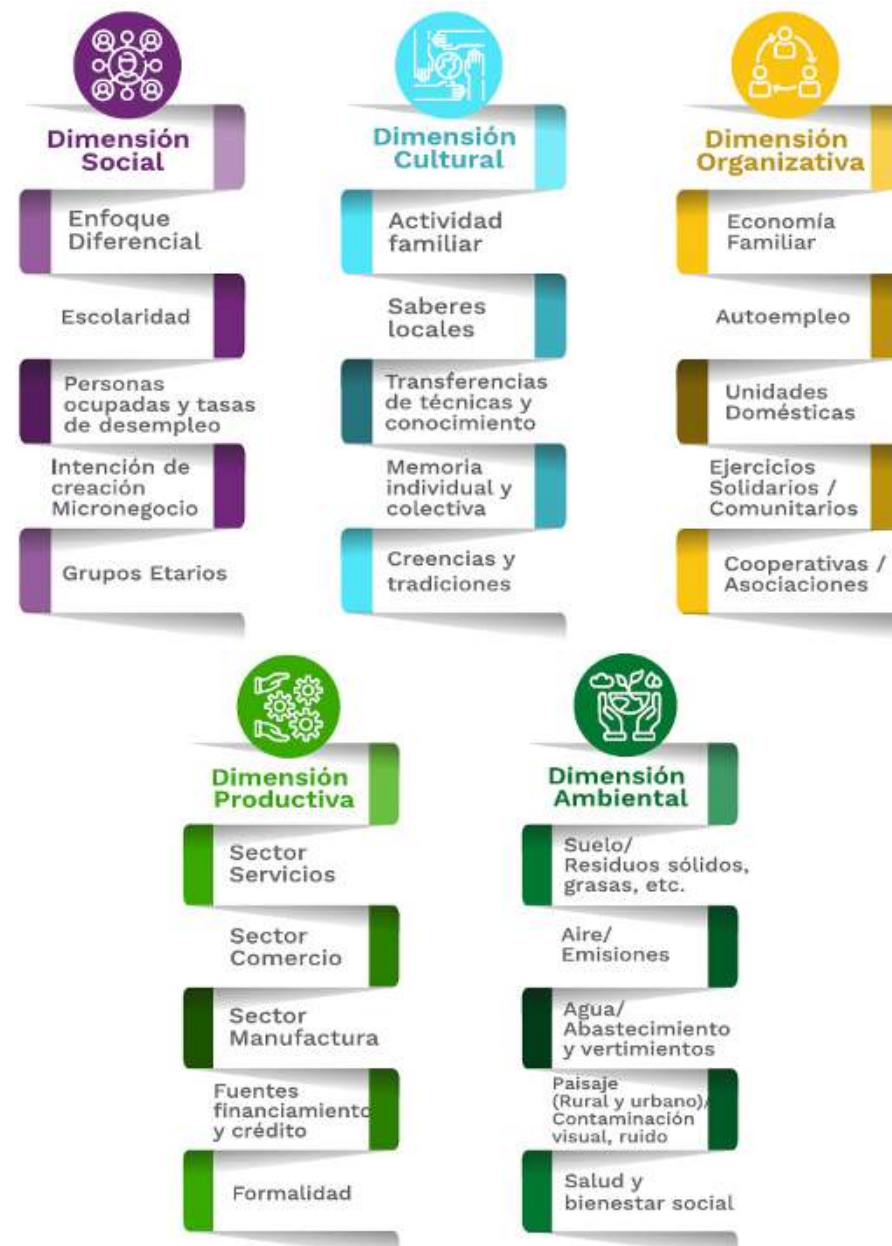 Dimensión
Social
Enfoque
Diferencial
Escolaridad
Personas
ocupadas y tasas
de desempleo
Intención de
creación
Micronegocio
Grupos Etarios
Dimensión
Cultural
Actividad
familiar
Saberes
locales
Transferencias
de técnicas y
conocimiento
Memoria
individual y
colectiva
Creencias y
tradiciones
Dimensión
Organizativa
Economía
Familiar
Autoempleo
Unidades
Domésticas
Ejercicios
Solidarios /
Comunitarios
Cooperativas /
Asociaciones
Dimensión
Productiva
Sector
Servicios
Sector
Comercio
Sector
Manufactura
Fuentes
financiamiento
y crédito
Formalidad
Dimensión
Ambiental
Suelo/
Residuos sólidos,
grasas, etc.
Aire/
Emisiones
Agua/
Abastecimiento
y vertimientos
Paisaje
(Rural y urbano)/
Contaminación
visual, ruido
Salud y
bienestar social